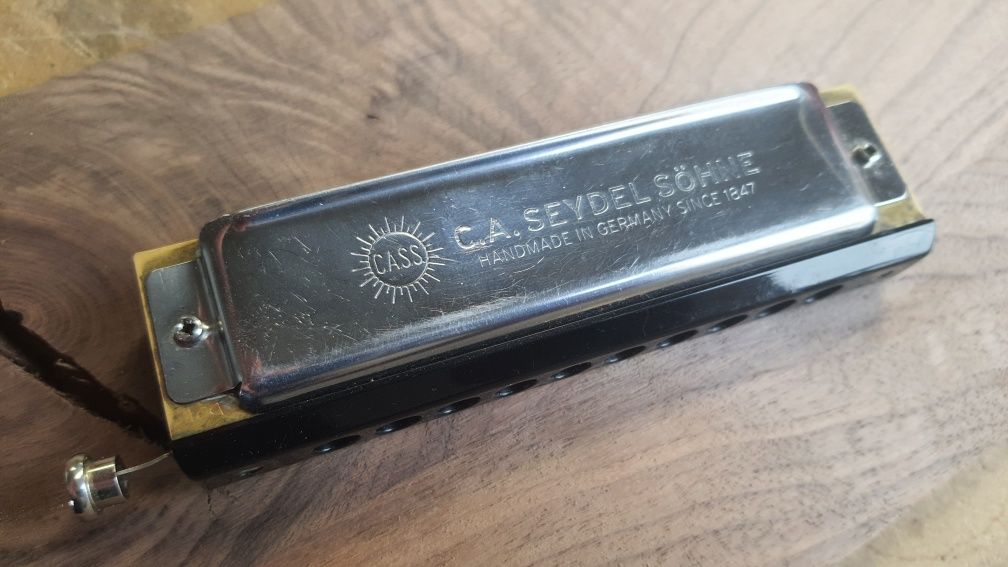 CASS
C.A. SEYDEL SÖHNE
HANDMADE IN GERMANY SINCE 1847